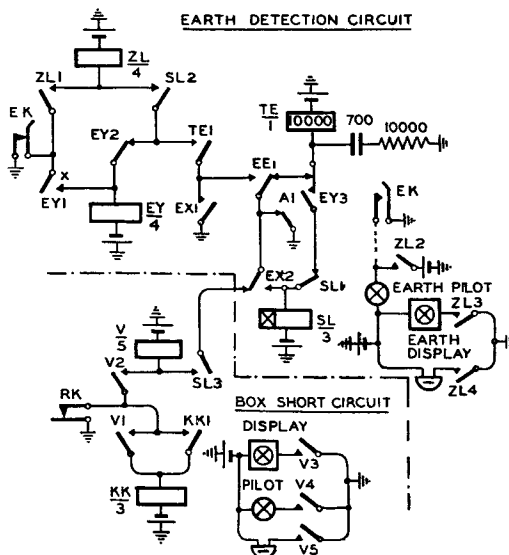 EARTH DETECTION CIRCUIT
ZL
4
ZL1
SL2
EK
TE
1
10000
700
10000
EY2
TE1
X
EE1
EK
EY1
A1
EY3
EY
4
EX1
ZL2
EX2
SL1
EARTH PILOT
ZL3
SL
3
EARTH
DISPLAY
V
5
V2
SL3
ZL4
RK
BOX SHORT CIRCUIT
V1
KK1
DISPLAY
V3
PILOT
V4
KK
3
V5